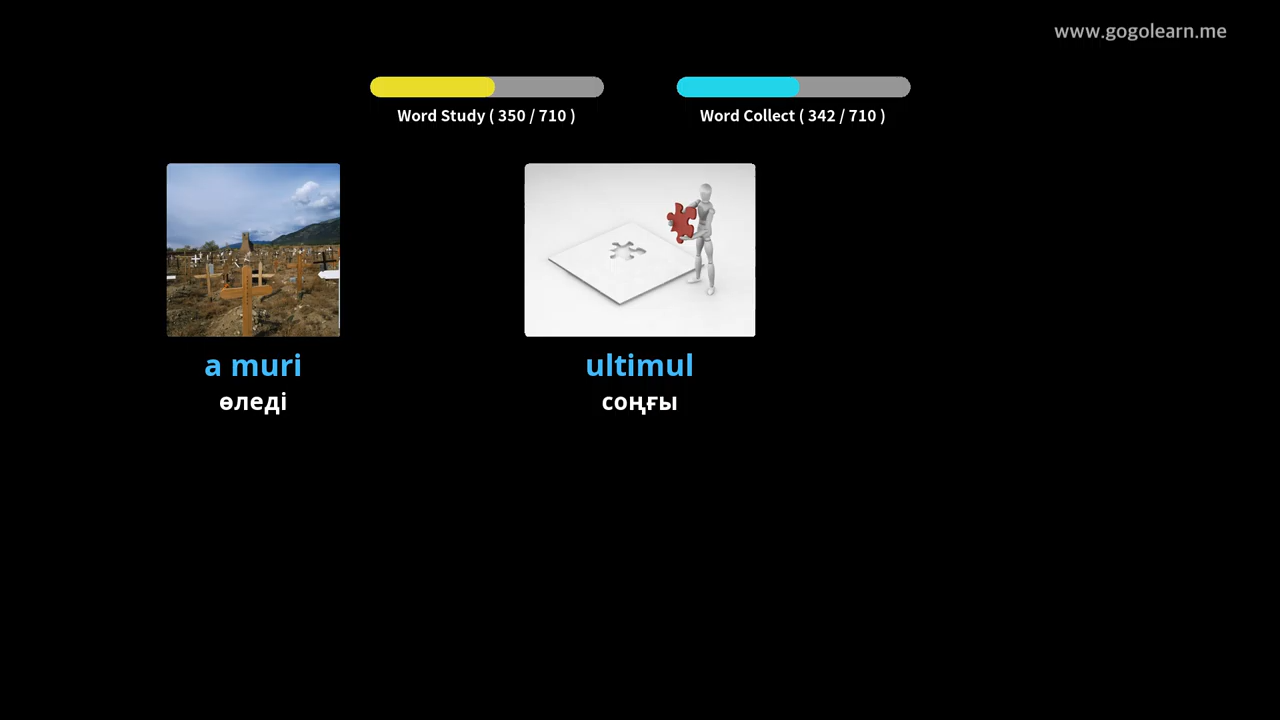 www.gogolearn.me
Word Study ( 350 / 710 )
Word Collect ( 342 / 710 )
a muri
өледі
ultimul
соңғы